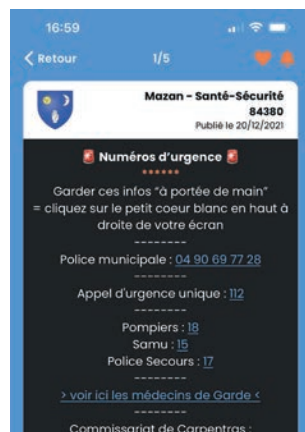 16:59
Retour
1/5
Mazan - Santé-Sécurité
84380
Publié le 20/12/2021
🚨 Numéros d'urgence 🚨
Garder ces infos "à portée de main"
= cliquez sur le petit coeur blanc en haut à
droite de votre écran
--------
Police municipale : 04 90 69 77 28
--------
Appel d'urgence unique : 112
--------
Pompiers : 18
Samu : 15
Police Secours : 17
--------
> voir ici les médecins de Garde <
--------
Commissariat de Carpentras :